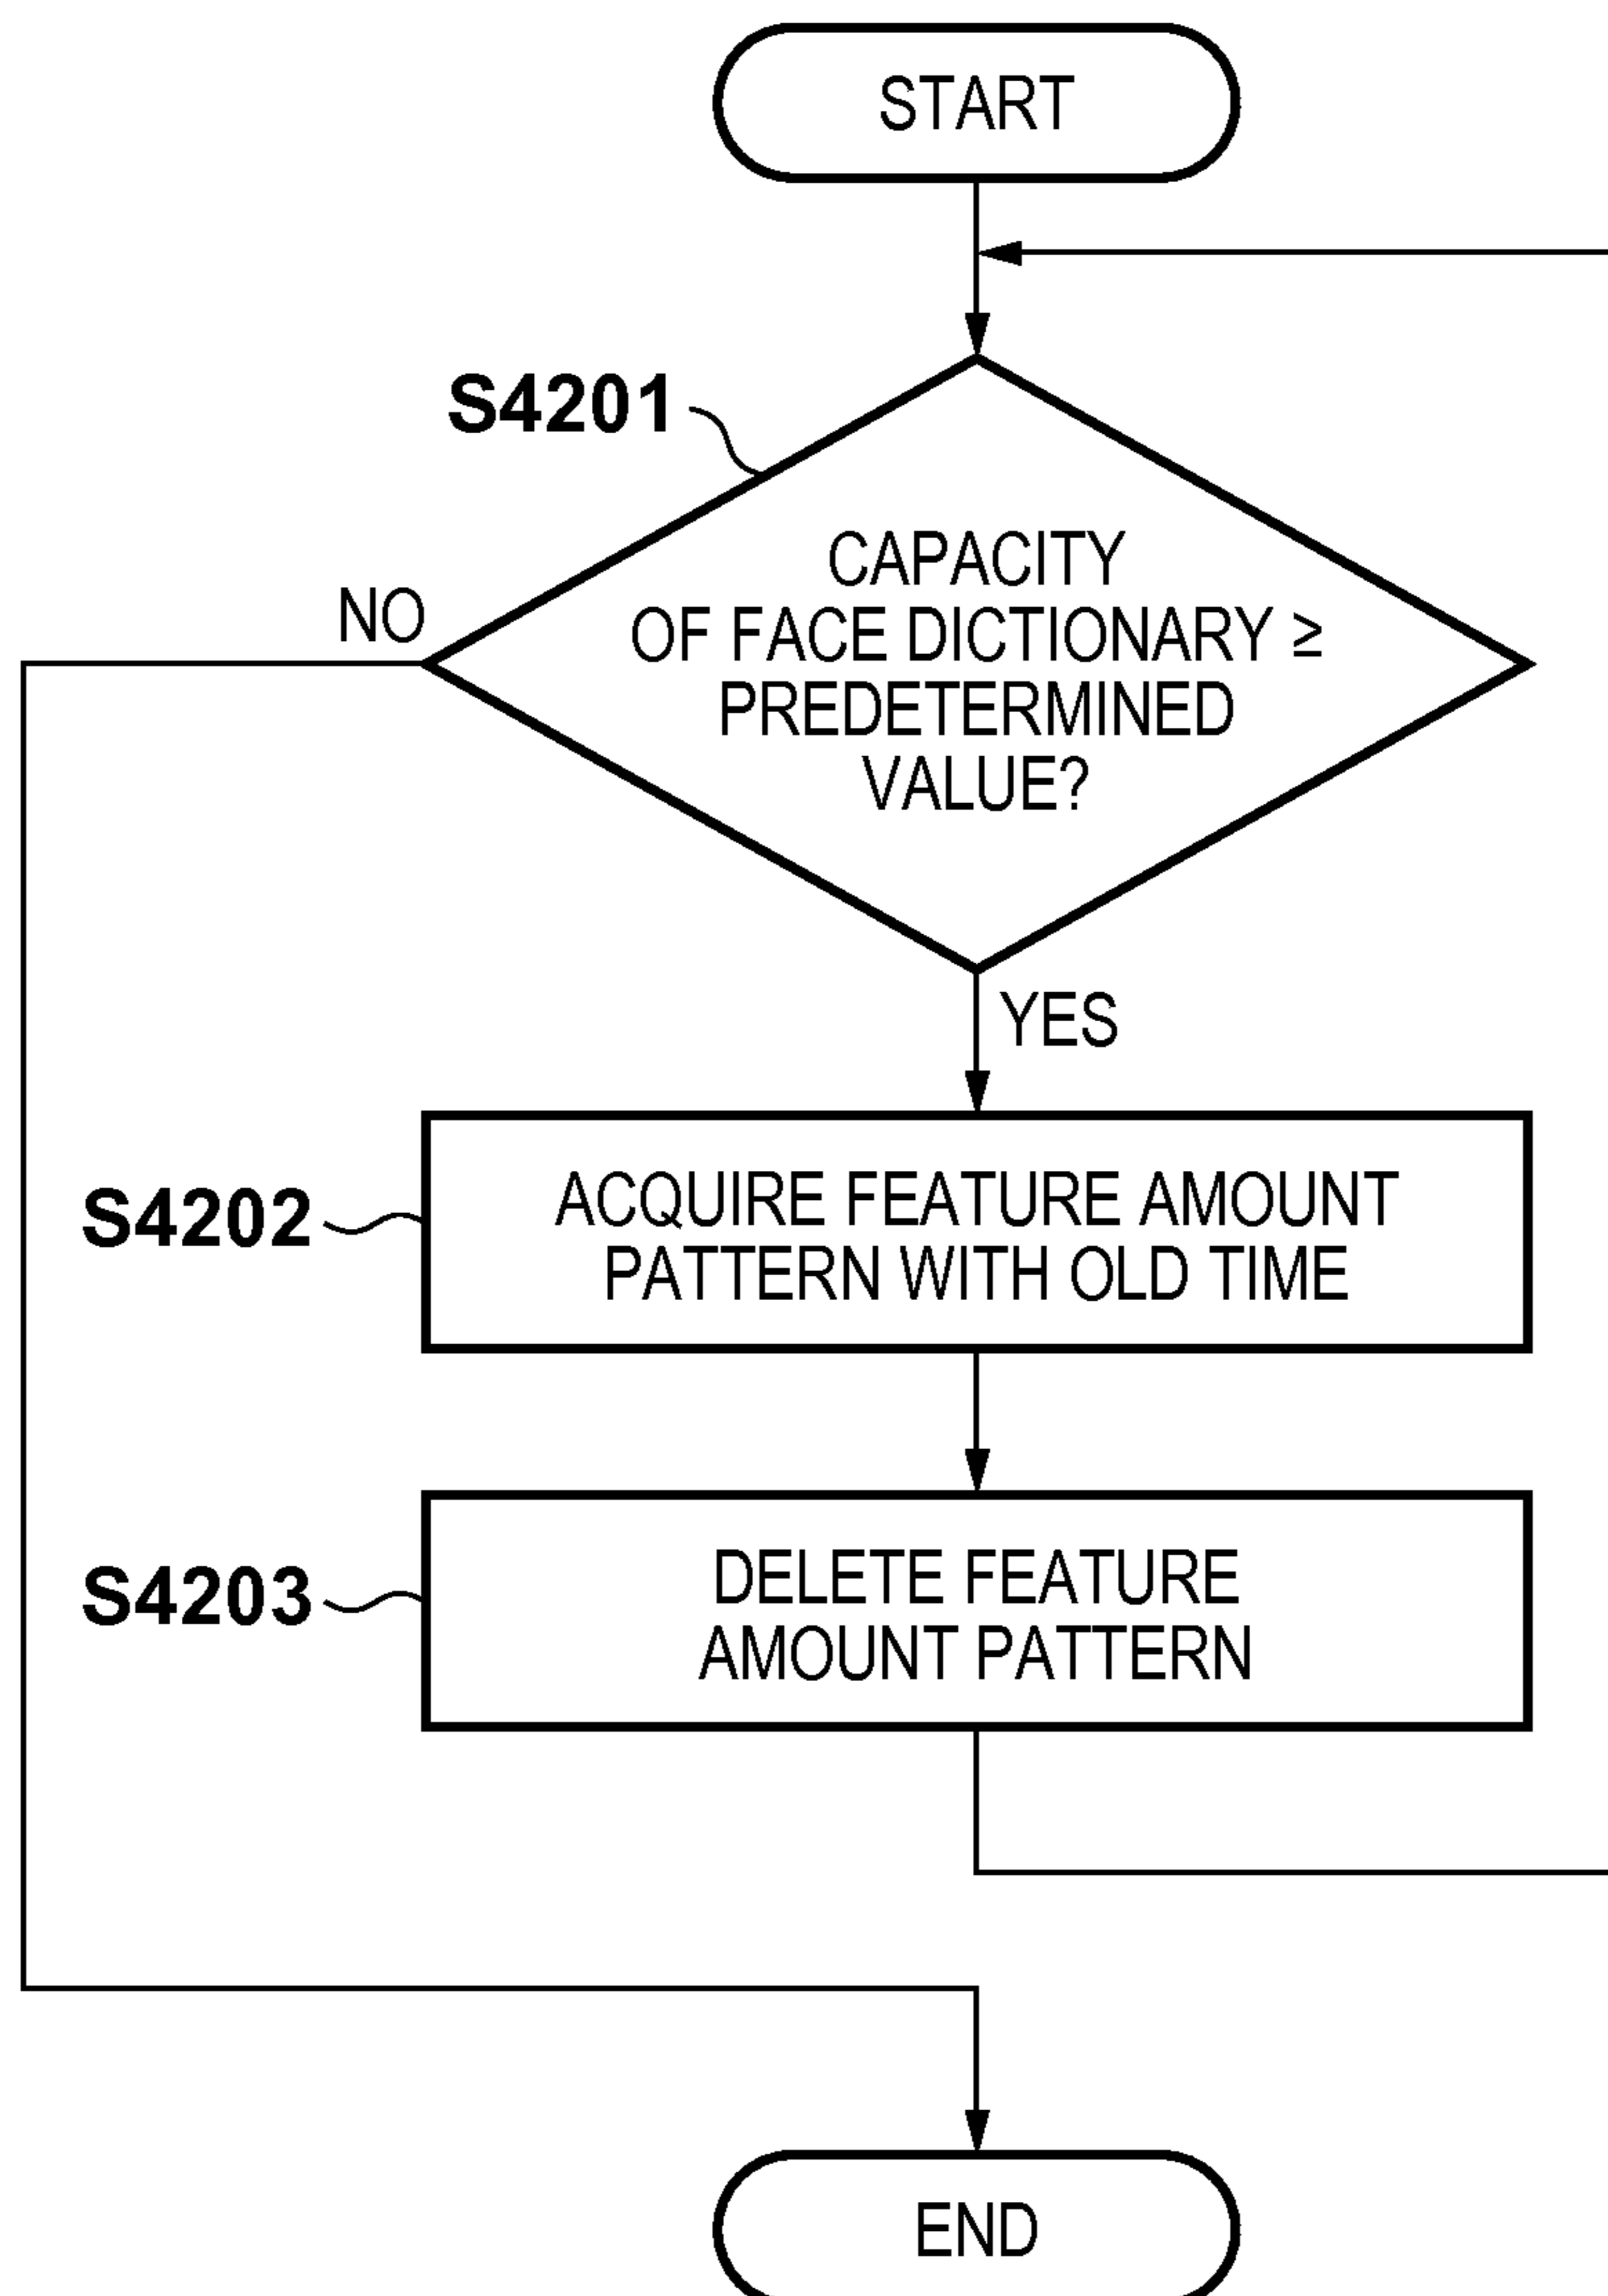 START
S4201
CAPACITY
OF FACE DICTIONARY ≥
PREDETERMINED
VALUE?
NO
YES
S4202
ACQUIRE FEATURE AMOUNT
PATTERN WITH OLD TIME
S4203
DELETE FEATURE
AMOUNT PATTERN
END